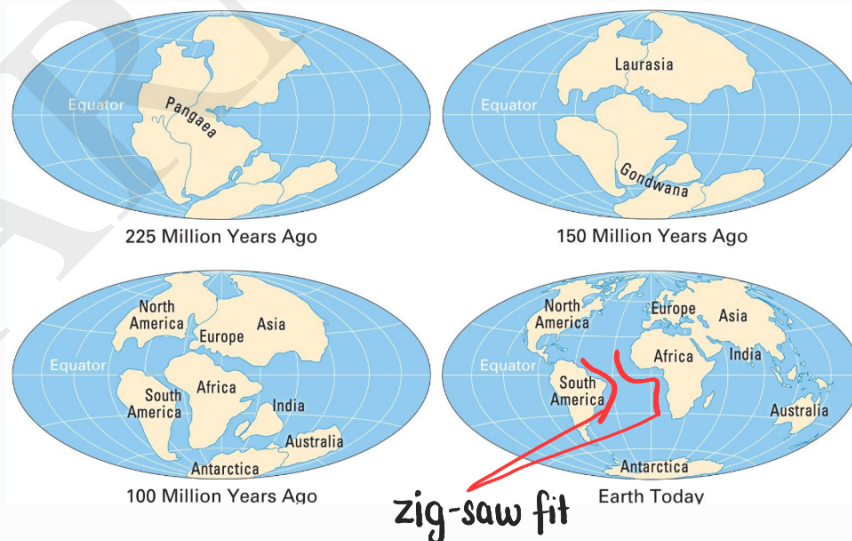 Equator
Pangaea
225 Million Years Ago
Laurasia
Gondwana
150 Million Years Ago
North
America
Europe
Asia
Equator
South
America
Africa
India
Australia
Antarctica
100 Million Years Ago
North
America
Europe
Asia
Equator
Africa
India
South
America
Australia
Antarctica
Earth Today
zig-saw fit